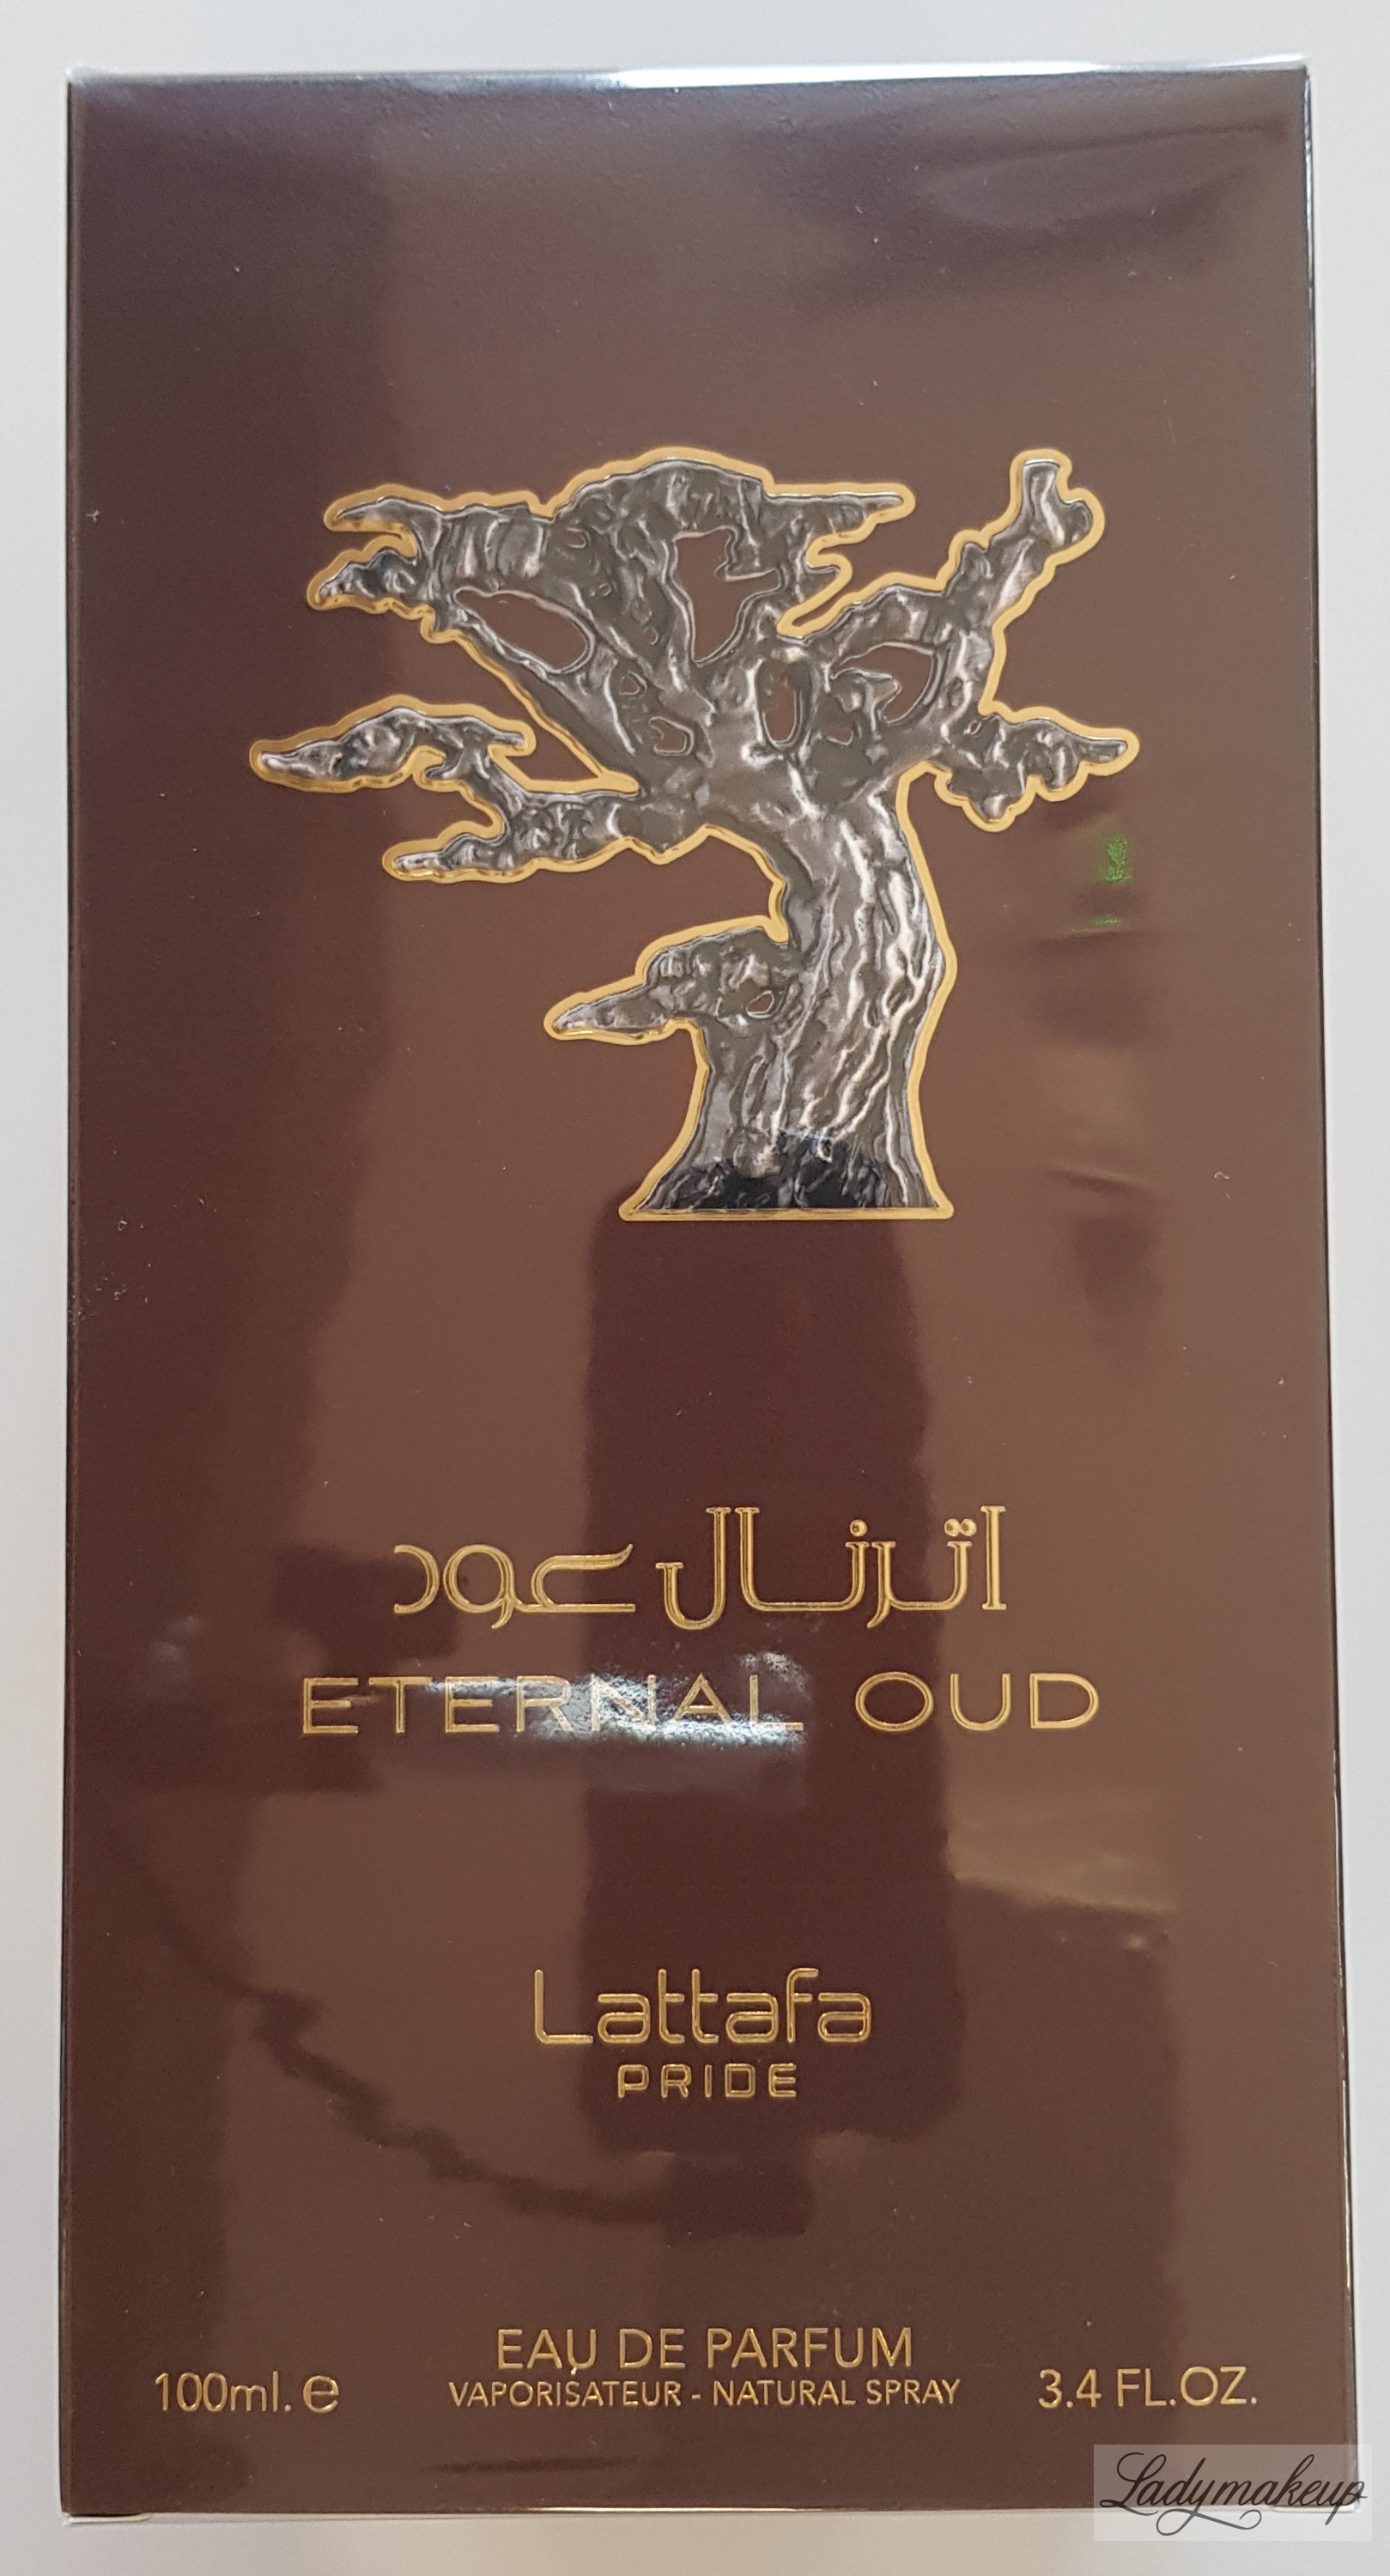 اترنال عود
ETERNAL OUD
Lattafa
PRIDE
EAU DE PARFUM
100ml. e VAPORISATEUR - NATURAL SPRAY 3.4 FL.OZ.
Ladymakeup